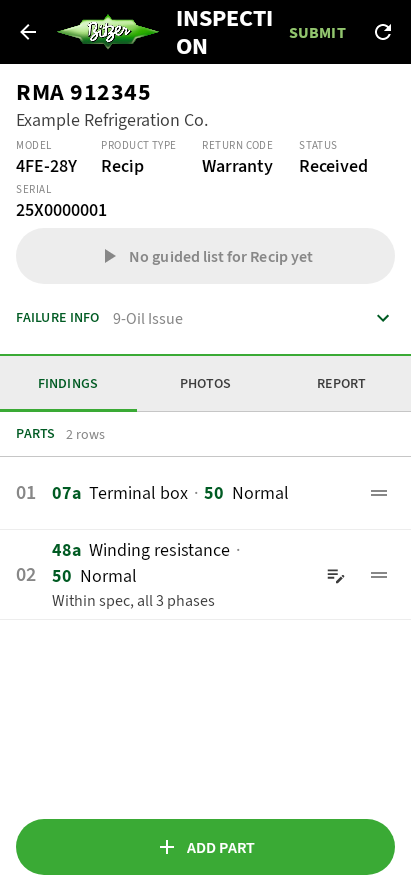 Bitzer
INSPECTI
ON
SUBMIT
RMA 912345
Example Refrigeration Co.
MODEL PRODUCT TYPE RETURN CODE STATUS
4FE-28Y Recip Warranty Received
SERIAL
25X0000001
No guided list for Recip yet
FAILURE INFO 9-Oil Issue
FINDINGS PHOTOS REPORT
PARTS 2 rows
01 07a Terminal box · 50 Normal
48a Winding resistance ·
02 50 Normal
Within spec, all 3 phases
ADD PART